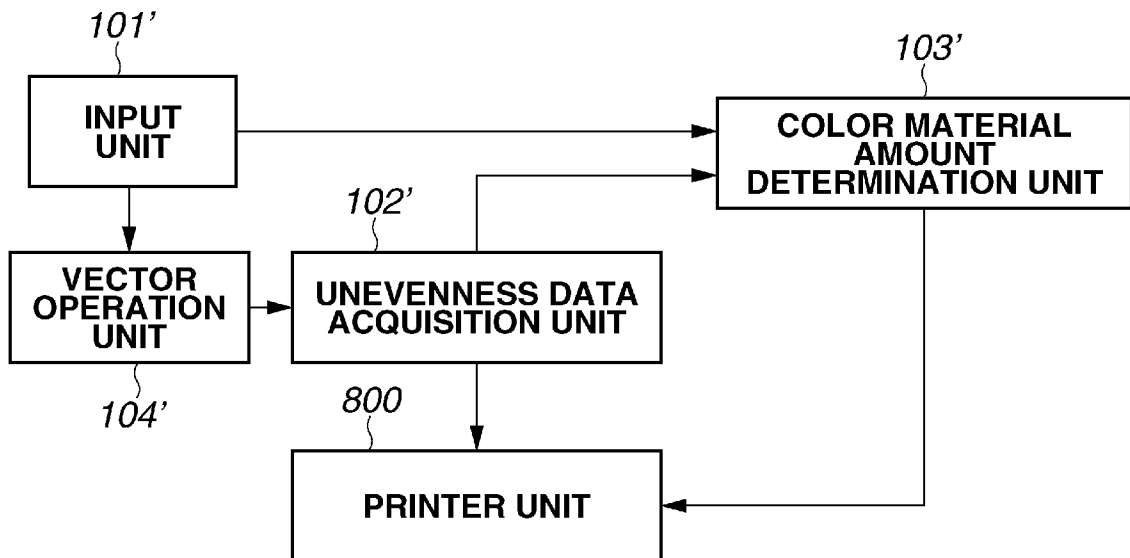 101’
INPUT
UNIT
103’
COLOR MATERIAL
AMOUNT
DETERMINATION UNIT
102’
VECTOR
OPERATION
UNIT
104’
UNEVENNESS DATA
ACQUISITION UNIT
800
PRINTER UNIT